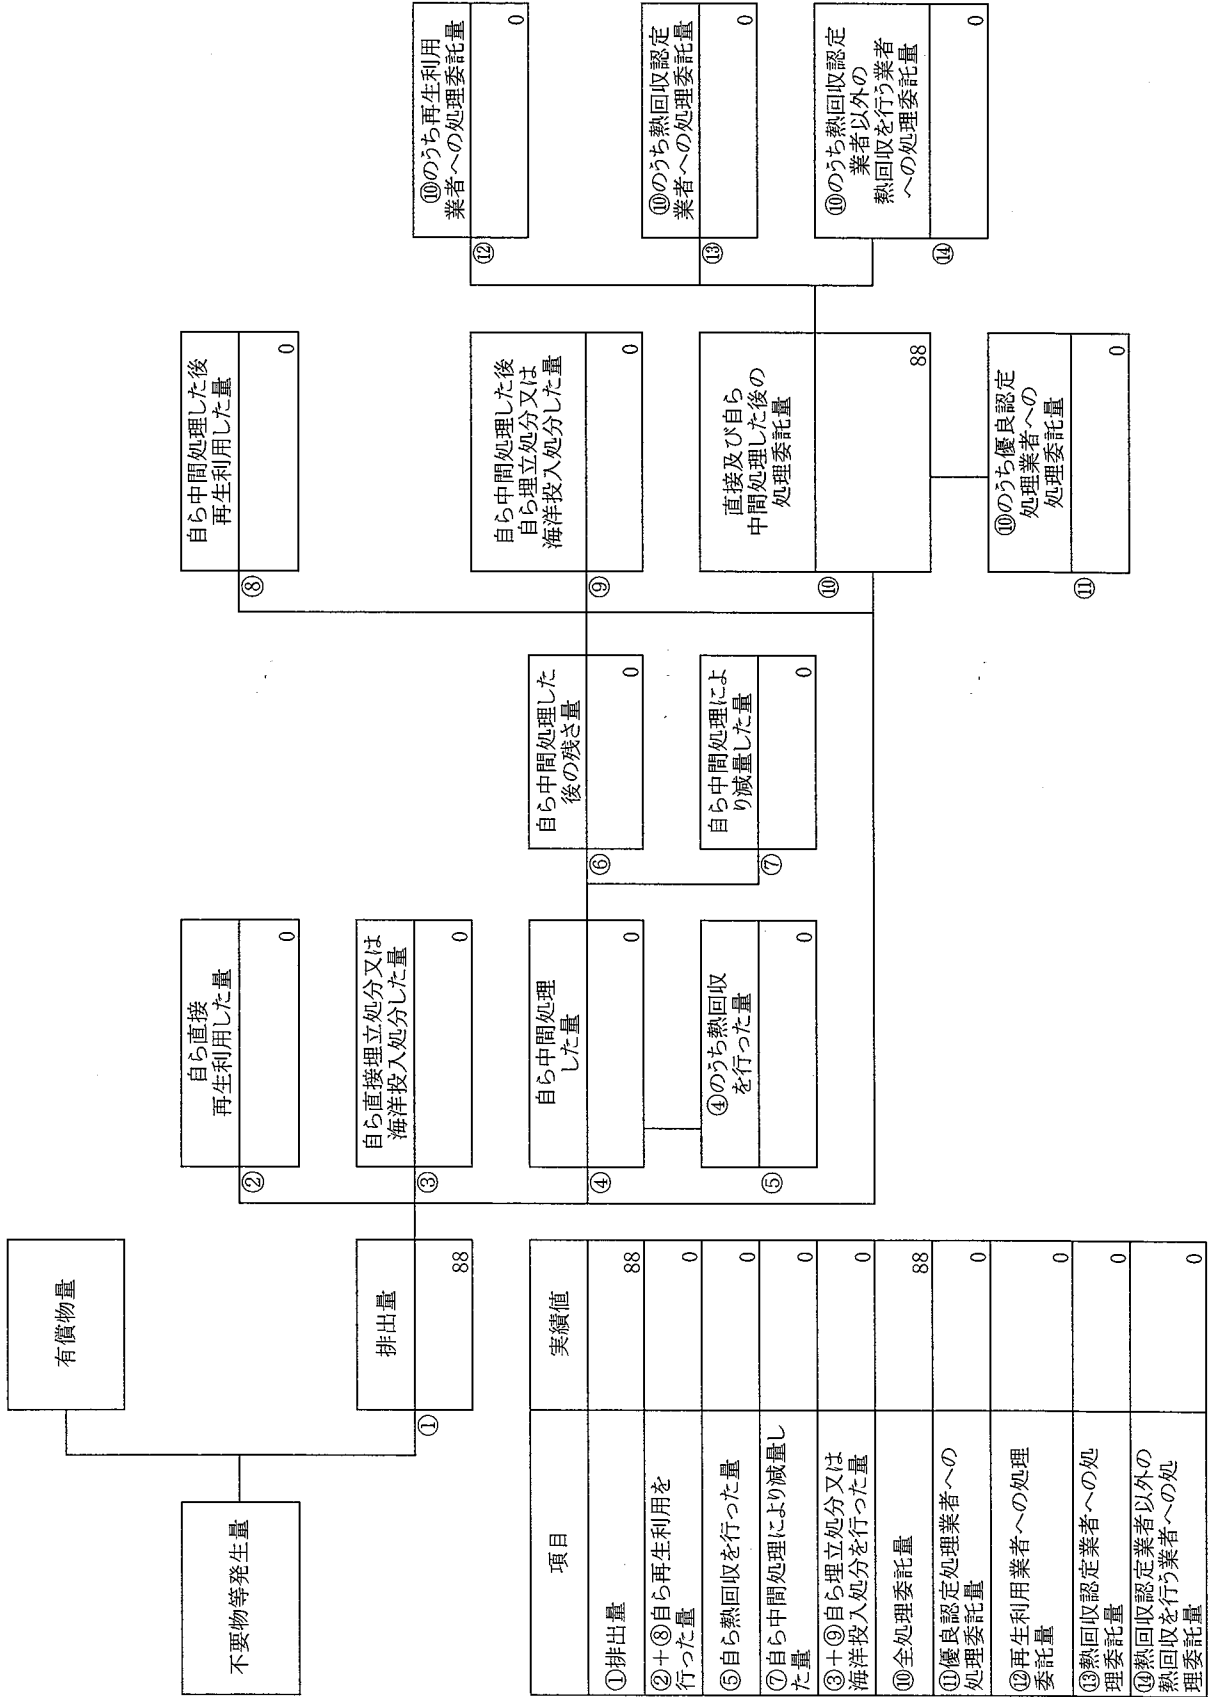 不要物等発生量
有償物量
①
排出量
88
②
自ら直接
再生利用した量
0
③
自ら直接埋立処分又は
海洋投入処分した量
0
④
自ら中間処理
した量
0
⑤
④のうち熱回収
を行った量
0
⑥
自ら中間処理した
後の残さ量
0
⑦
自ら中間処理によ
り減量した量
0
⑧
自ら中間処理した後
再生利用した量
0
⑨
自ら中間処理した後
自ら埋立処分又は
海洋投入処分した量
0
⑩
直接及び自ら
中間処理した後の
処理委託量
88
⑪
⑩のうち優良認定
処理業者への
処理委託量
0
⑫
⑩のうち再生利用
業者への処理委託量
0
⑬
⑩のうち熱回収認定
業者への処理委託量
0
⑭
⑩のうち熱回収認定
業者以外の
熱回収を行う業者
への処理委託量
0
項目
実績値
①排出量
88
②+⑧自ら再生利用を
行った量
0
⑤自ら熱回収を行った量
0
⑦自ら中間処理により減量し
た量
0
③+⑨自ら埋立処分又は
海洋投入処分を行った量
0
⑩全処理委託量
88
⑪優良認定処理業者への
処理委託量
0
⑫再生利用業者への処理
委託量
0
⑬熱回収認定業者への処
理委託量
0
⑭熱回収認定業者以外の
熱回収を行う業者への処
理委託量
0